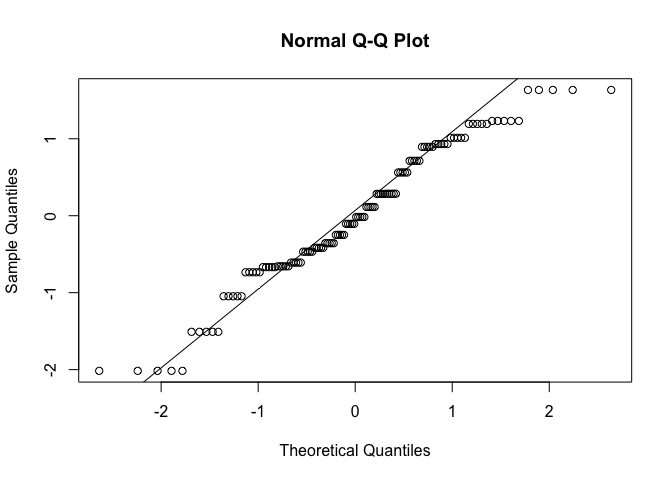 Normal Q-Q Plot
1
0
-1
-2
Sample Quantiles
-2 -1 0 1 2
Theoretical Quantiles